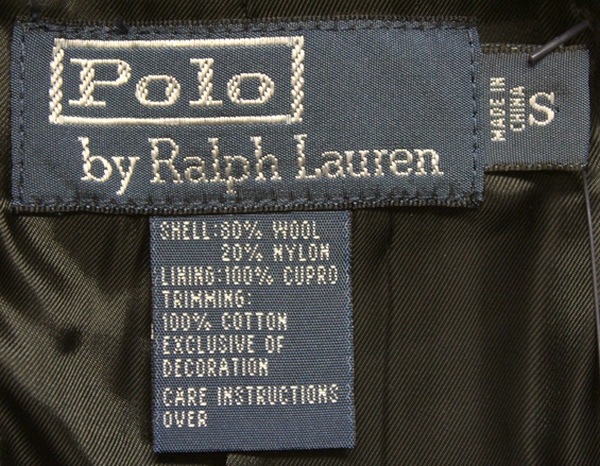 Polo
by Ralph Lauren
MADE IN
CHINA
S
SHELL:80% WOOL
20% NYLON
LINING:100% CUPRO
TRIMMING:
100% COTTON
EXCLUSIVE OF
DECORATION
CARE INSTRUCTIONS
OVER